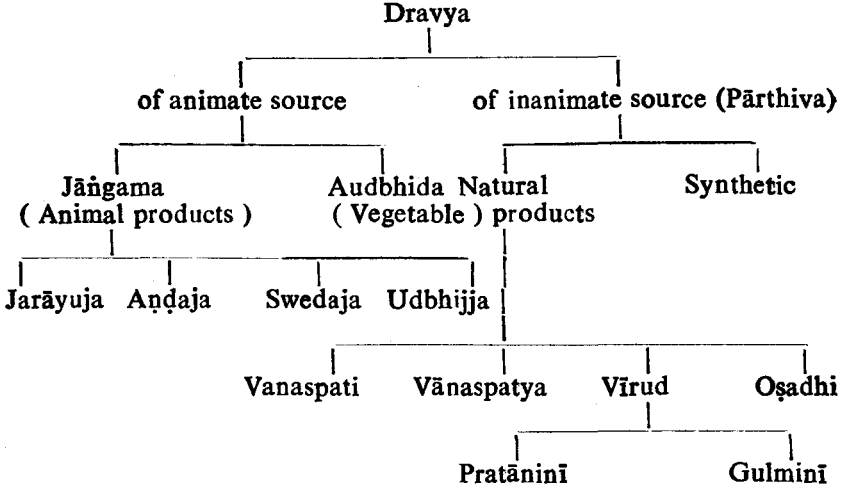 Dravya
of animate source of inanimate source (Pārthiva)
Jāṅgama Audbhida Natural Synthetic
( Animal products ) ( Vegetable ) products
Jarāyuja Aṇḍaja Swedaja Udbhijja
Vanaspati Vānaspatya Vīrud Oṣadhi
Pratāninī Gulminī